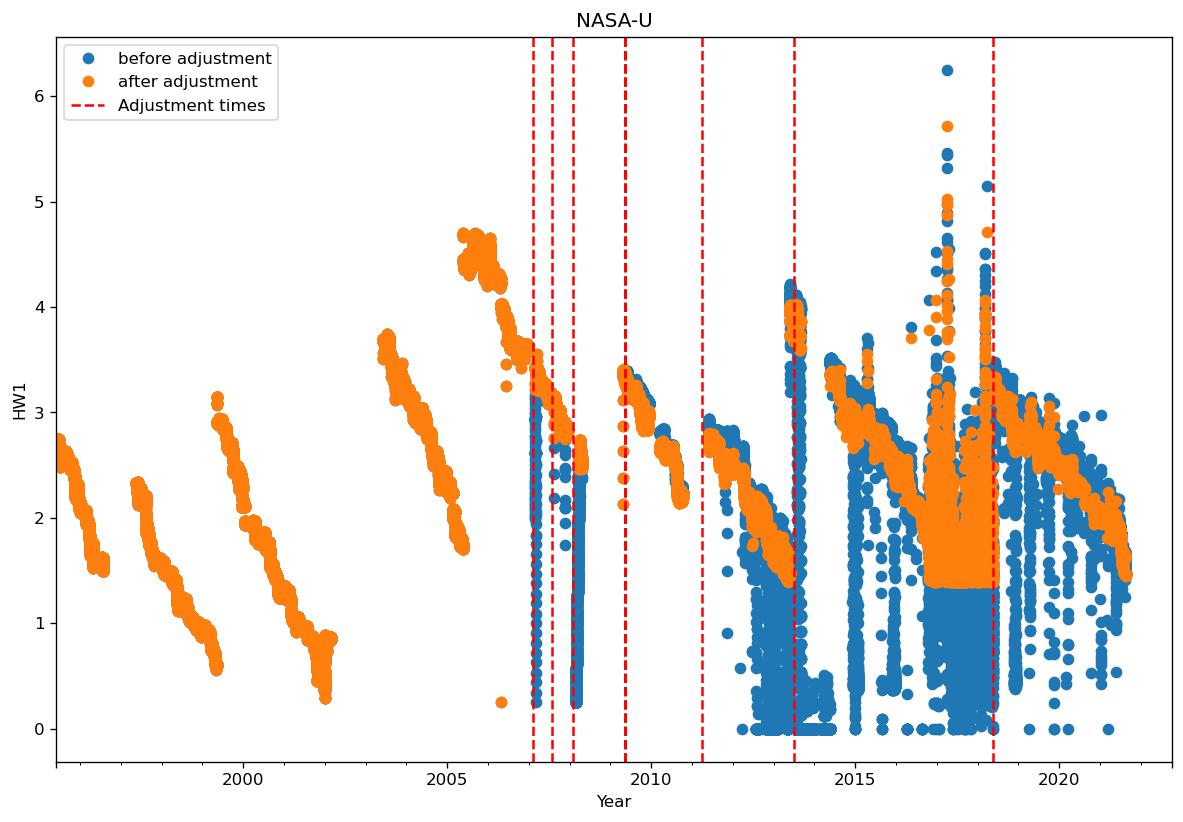 NASA-U
before adjustment
after adjustment
Adjustment times
6
5
4
3
2
1
0
HW1
2000 2005 2010 2015 2020
Year